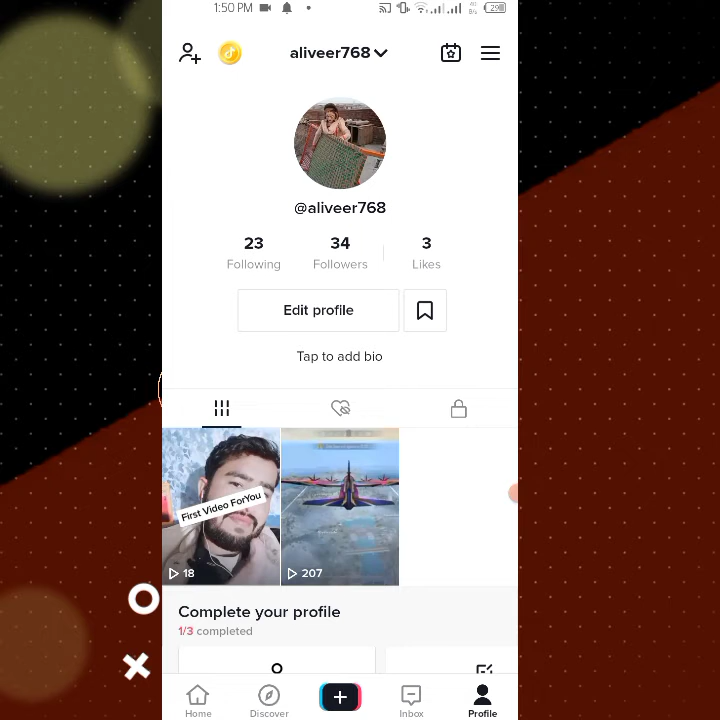 1:50 PM
29
aliveer768
@aliveer768
23 34 3
Following Followers Likes
Edit profile
Tap to add bio
First Video ForYou
18 207
Complete your profile
1/3 completed
Home Discover Inbox Profile